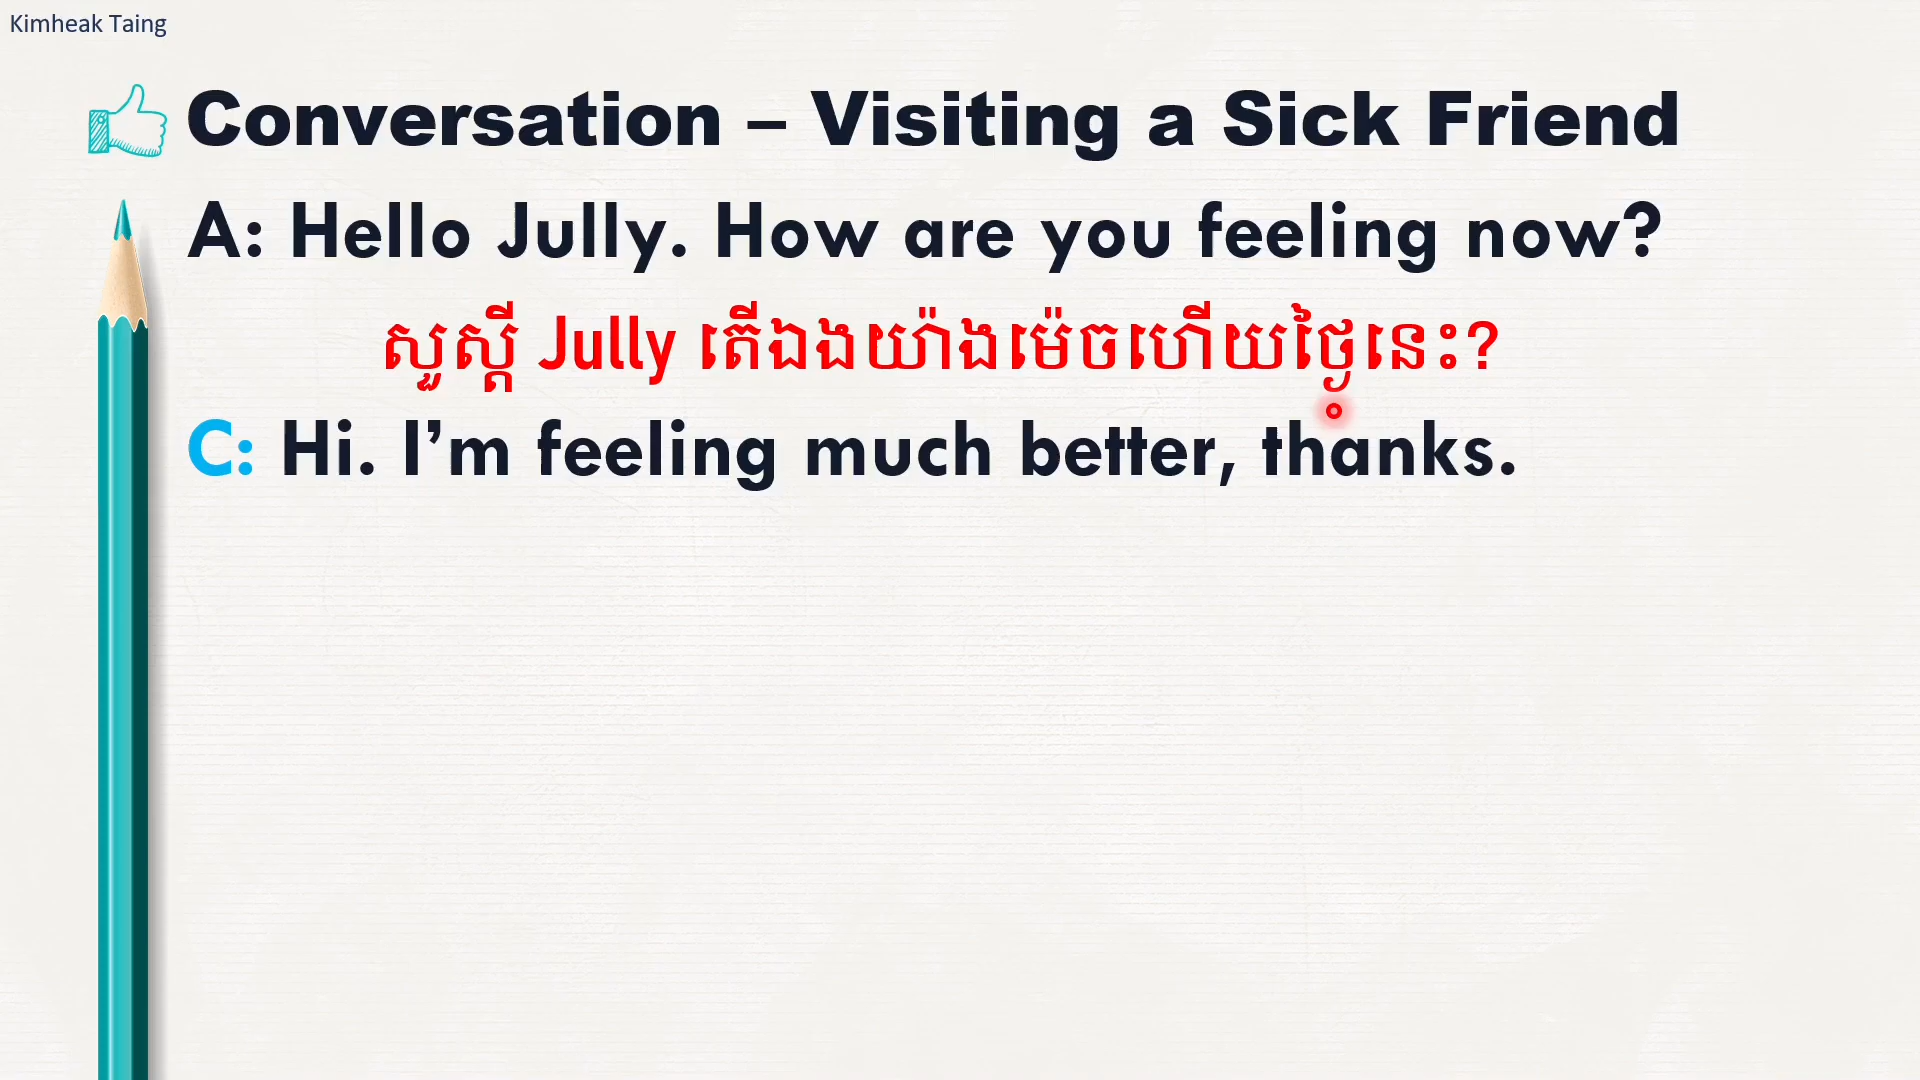 Kimheak Taing
Conversation – Visiting a Sick Friend
A: Hello Jully. How are you feeling now?
សួស្តី Jully តើឯងយ៉ាងម៉េចហើយថ្ងៃនេះ?
C: Hi. I’m feeling much better, thanks.